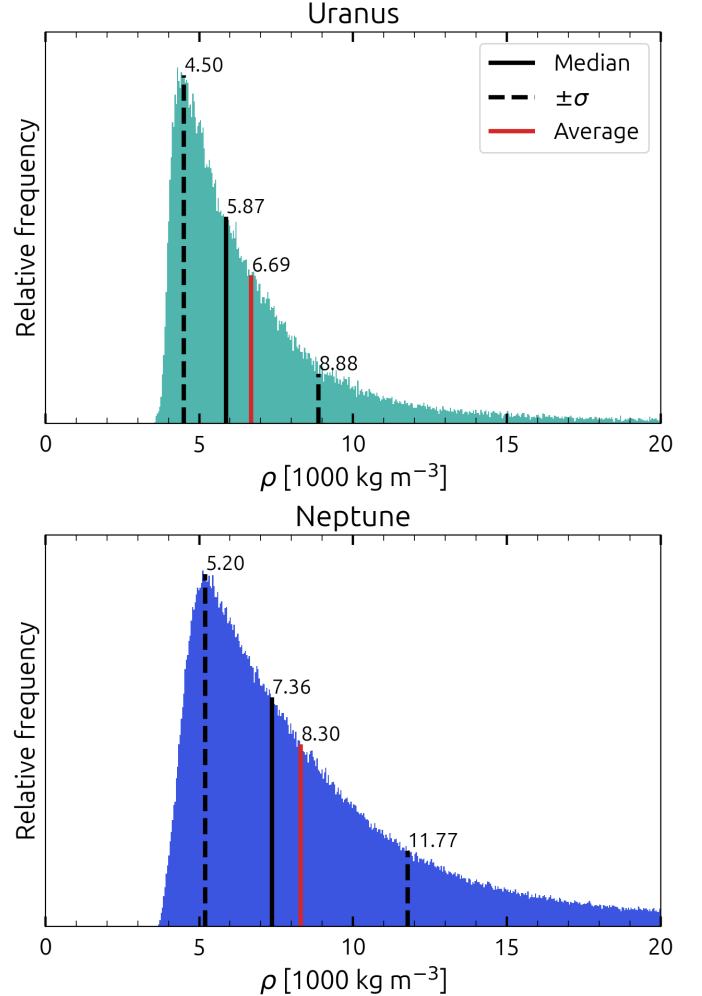 Uranus
Relative frequency
4.50
5.87
6.69
8.88
Median
±σ
Average
0 5 10 15 20
ρ [1000 kg m⁻³]
Neptune
Relative frequency
5.20
7.36
8.30
11.77
0 5 10 15 20
ρ [1000 kg m⁻³]